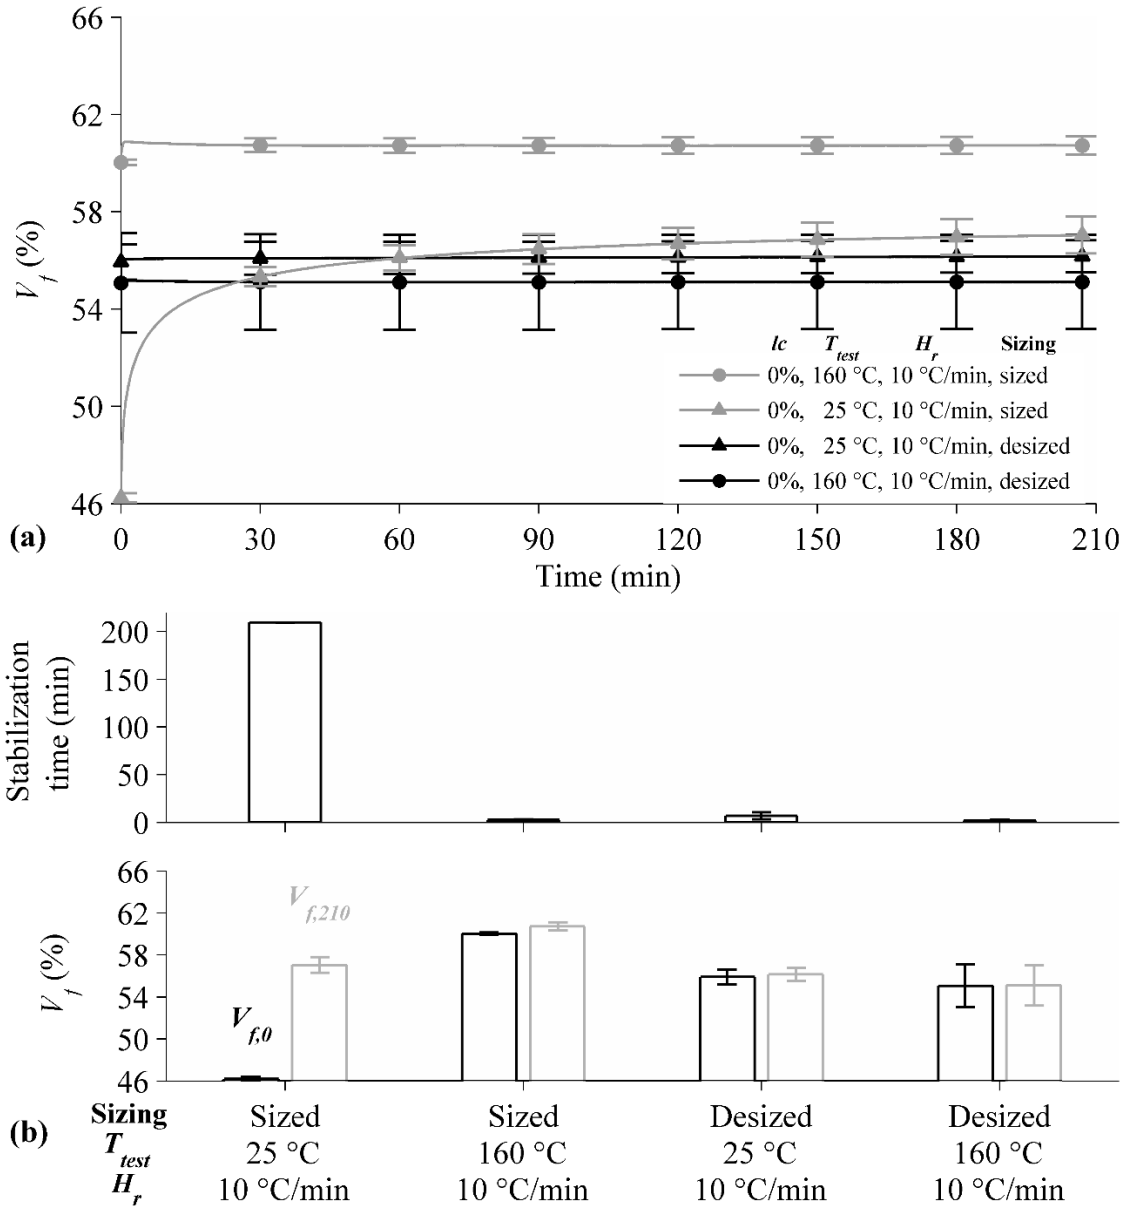 66
62
58
54
50
46
V_f (%)
lc T_test H_r Sizing
0%, 160 °C, 10 °C/min, sized
0%, 25 °C, 10 °C/min, sized
0%, 25 °C, 10 °C/min, desized
0%, 160 °C, 10 °C/min, desized
(a)
0 30 60 90 120 150 180 210
Time (min)
Stabilization
time (min)
200
150
100
50
0
V_f (%)
66
62
58
54
50
46
V_f,210
V_f,0
(b)
Sizing Sized Sized Desized Desized
T_test 25 °C 160 °C 25 °C 160 °C
H_r 10 °C/min 10 °C/min 10 °C/min 10 °C/min